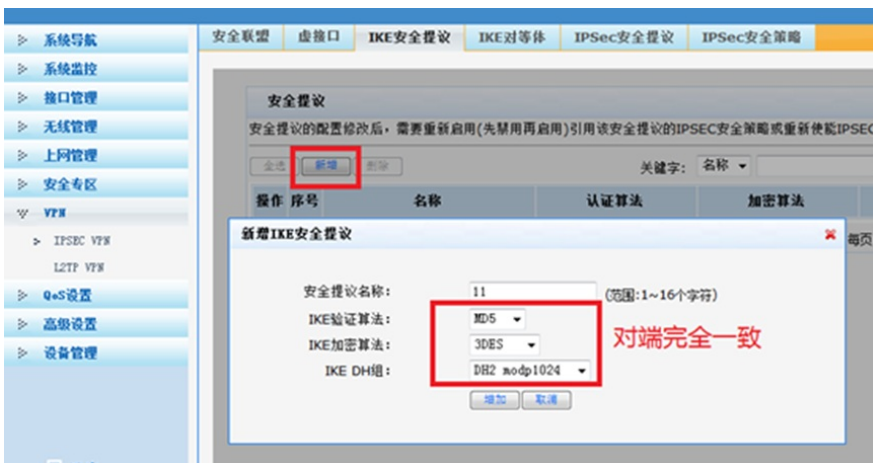 安全联盟 虚接口 IKE安全提议 IKE对等体 IPSec安全提议 IPSec安全策略
系统导航
系统监控
接口管理
无线管理
上网管理
安全专区
VPN
IPSEC VPN
L2TP VPN
QoS设置
高级设置
设备管理
安全提议
安全提议的配置修改后，需要重新启用(先禁用再启用)引用该安全提议的IPSEC安全策略或重新使能IPSEC
全选 新增 删除 关键字: 名称
操作 序号 名称 认证算法 加密算法
每页
新增IKE安全提议
安全提议名称: 11 (范围:1~16个字符)
IKE验证算法: MD5
IKE加密算法: 3DES
IKE DH组: DH2 modp1024
对端完全一致
增加 取消